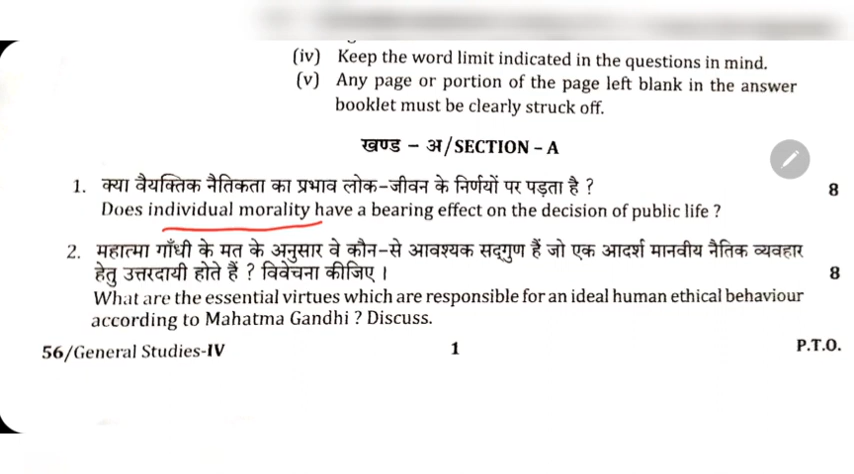 (iv) Keep the word limit indicated in the questions in mind.
(v) Any page or portion of the page left blank in the answer
booklet must be clearly struck off.
खण्ड – अ/SECTION – A
1. क्या वैयक्तिक नैतिकता का प्रभाव लोक-जीवन के निर्णयों पर पड़ता है ? 8
Does individual morality have a bearing effect on the decision of public life ?
2. महात्मा गाँधी के मत के अनुसार वे कौन-से आवश्यक सद्गुण हैं जो एक आदर्श मानवीय नैतिक व्यवहार
हेतु उत्तरदायी होते हैं ? विवेचना कीजिए । 8
What are the essential virtues which are responsible for an ideal human ethical behaviour
according to Mahatma Gandhi ? Discuss.
56/General Studies-IV 1 P.T.O.